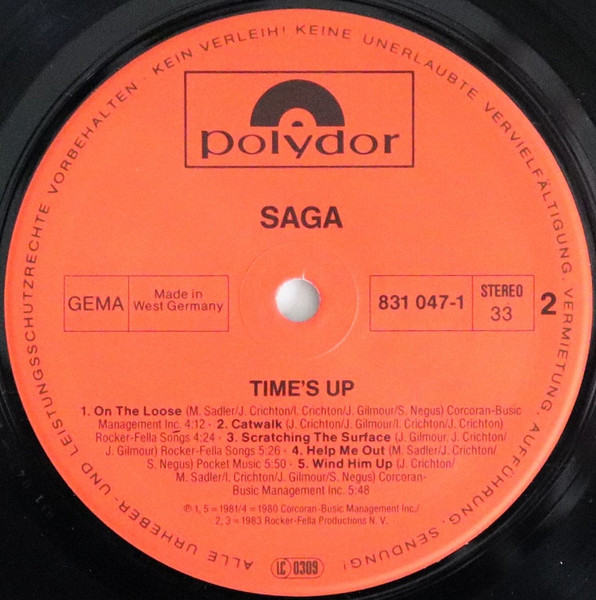 ALLE URHEBER- UND LEISTUNGSSCHUTZRECHTE VORBEHALTEN · KEIN VERLEIH! KEINE UNERLAUBTE VERVIELFÄLTIGUNG, VERMIETUNG, AUFFÜHRUNG, SENDUNG!
polydor
SAGA
GEMA
Made in
West Germany
831 047-1
STEREO
33
2
TIME'S UP
1. On The Loose (M. Sadler/J. Crichton/I. Crichton/J. Gilmour/S. Negus) Corcoran-Busic
Management Inc. 4:12 · 2. Catwalk (J. Crichton/J. Gilmour/I. Crichton/J. Crichton)
Rocker-Fella Songs 4:24 · 3. Scratching The Surface (J. Gilmour, J. Crichton/
J. Gilmour) Rocker-Fella Songs 5:26 · 4. Help Me Out (M. Sadler/J. Crichton/
S. Negus) Pocket Music 5:50 · 5. Wind Him Up (J. Crichton/
M. Sadler/I. Crichton/J. Gilmour/S. Negus) Corcoran-
Busic Management Inc. 5:48
℗ 1, 5 = 1981/4 = 1980 Corcoran-Busic Management Inc./
2, 3 = 1983 Rocker-Fella Productions N. V.
LC 0309